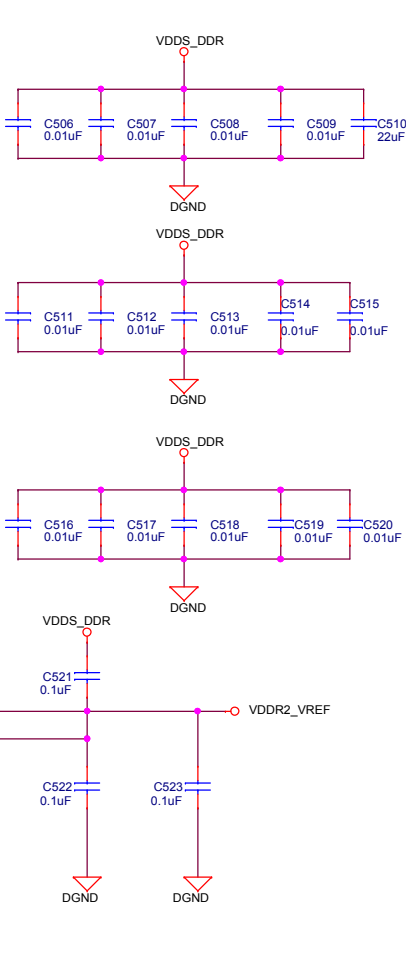 VDDS_DDR
C506 C507 C508 C509 C510
0.01uF 0.01uF 0.01uF 0.01uF 22uF
DGND
VDDS_DDR
C514 C515
C511 C512 C513
0.01uF 0.01uF 0.01uF 0.01uF 0.01uF
DGND
VDDS_DDR
C516 C517 C518 C519 C520
0.01uF 0.01uF 0.01uF 0.01uF 0.01uF
DGND
VDDS_DDR
C521
0.1uF
VDDR2_VREF
C522 C523
0.1uF 0.1uF
DGND DGND